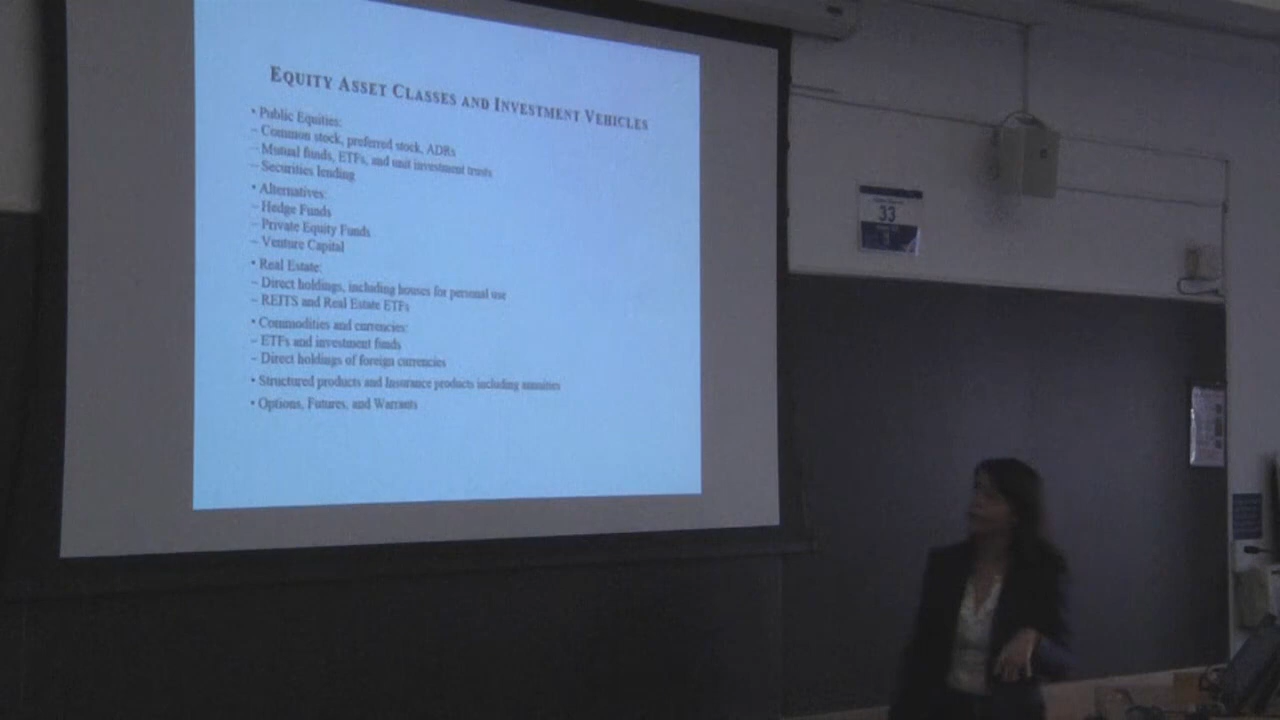 EQUITY ASSET CLASSES AND INVESTMENT VEHICLES
• Public Equities:
– Common stock, preferred stock, ADRs
– Mutual funds, ETFs, and unit investment trusts
– Securities lending
• Alternatives:
– Hedge Funds
– Private Equity Funds
– Venture Capital
• Real Estate:
– Direct holdings, including houses for personal use
– REITS and Real Estate ETFs
• Commodities and currencies:
– ETFs and investment funds
– Direct holdings of foreign currencies
• Structured products and Insurance products including annuities
• Options, Futures, and Warrants
33